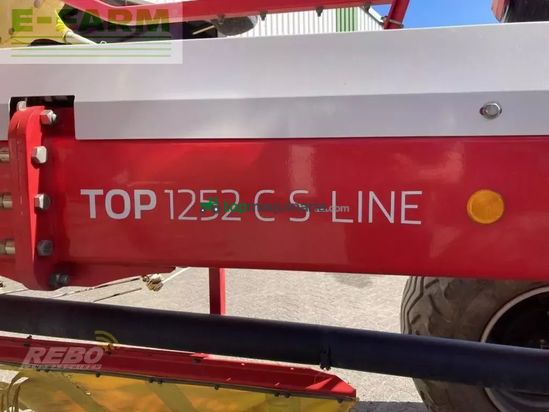 E-FARM
TOP 1252 C S-LINE
REBO